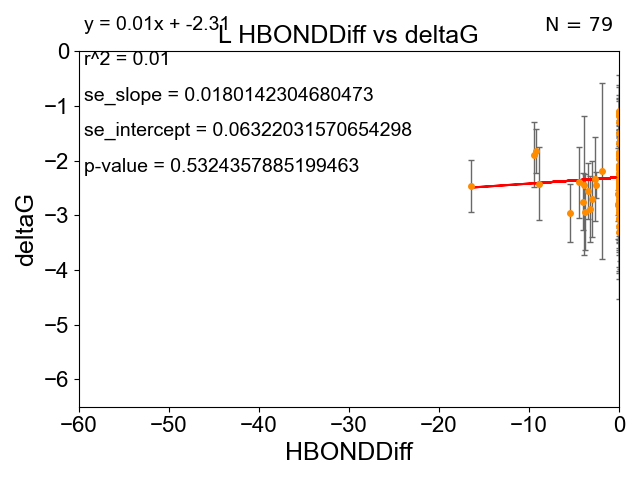 y = 0.01x + -2.31
N = 79
L HBONDDiff vs deltaG
r^2 = 0.01
se_slope = 0.0180142304680473
se_intercept = 0.06322031570654298
p-value = 0.5324357885199463
0
−1
−2
−3
−4
−5
−6
deltaG
−60
−50
−40
−30
−20
−10
0
HBONDDiff